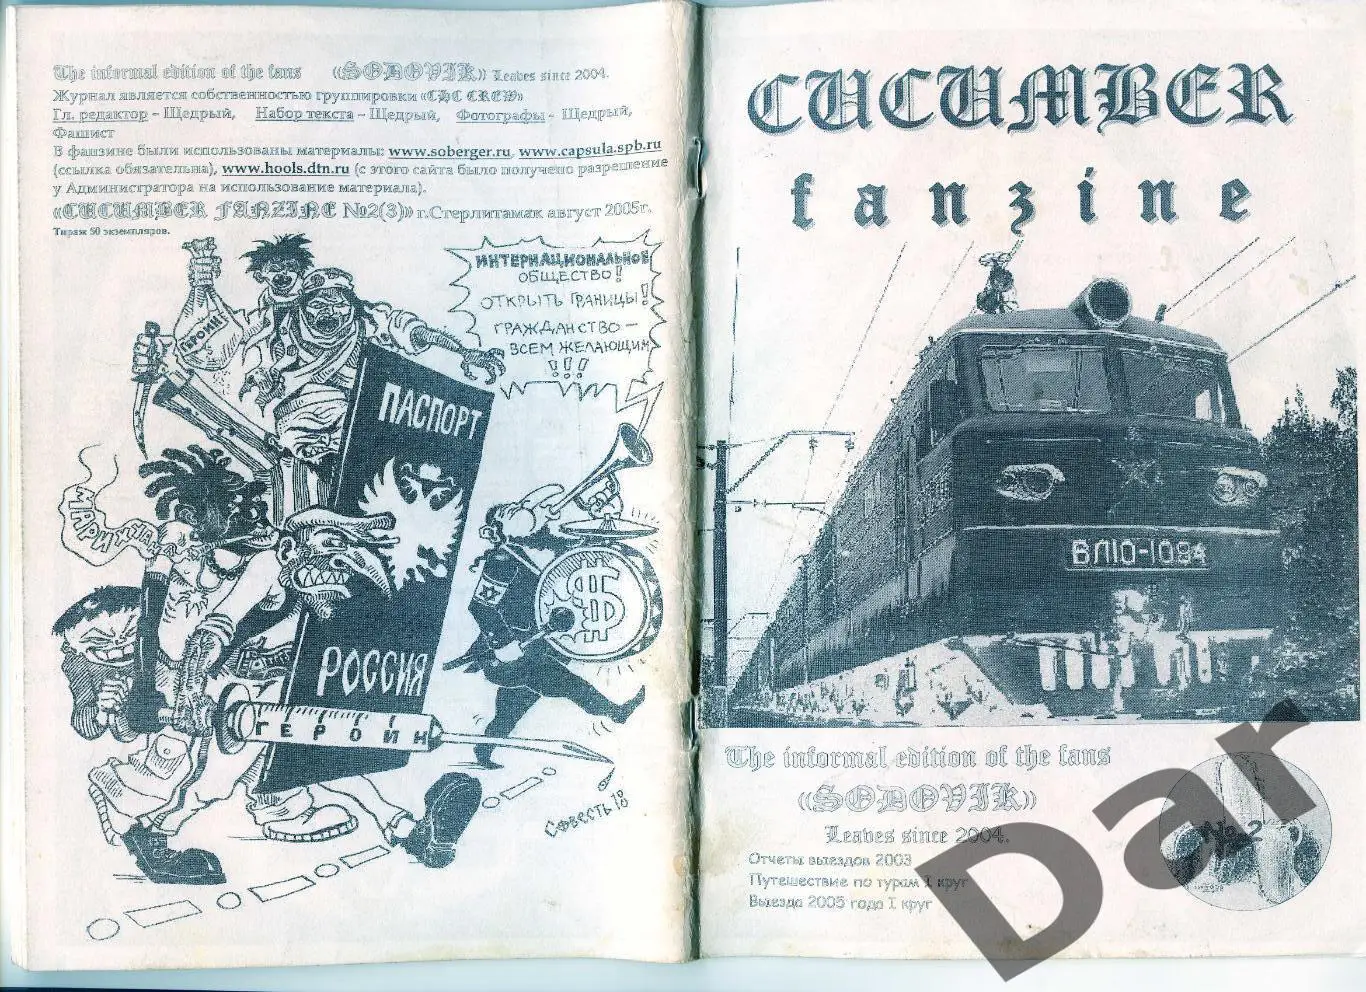 The informal edition of the fans «SODOVIK» Leaves since 2004.
Журнал является собственностью группировки «CHC CREW»
Гл. редактор - Щедрый, Набор текста - Щедрый, Фотографы - Щедрый,
Фашист
В фанзине были использованы материалы: www.soberger.ru, www.capsula.spb.ru
(ссылка обязательна), www.hools.dtn.ru (с этого сайта было получено разрешение
у Администратора на использование материала).
«CUCUMBER FANZINE №2(3)» г.Стерлитамак август 2005г.
Тираж 50 экземпляров.
ИНТЕРНАЦИОНАЛЬНОЕ
ОБЩЕСТВО!
ОТКРЫТЬ ГРАНИЦЫ!
ГРАЖДАНСТВО -
ВСЕМ ЖЕЛАЮЩИМ
!!!
ГЕРОИН
ПАСПОРТ
МАРИХУАНА
РОССИЯ
$
ГЕРОИН
18
CUCUMBER
fanzine
ВЛ10-1084
The informal edition of the fans
«SODOVIK»
Leaves since 2004.
Отчеты выездов 2003
Путешествие по турам I круг
Выезда 2005 года I круг
№2
Dar